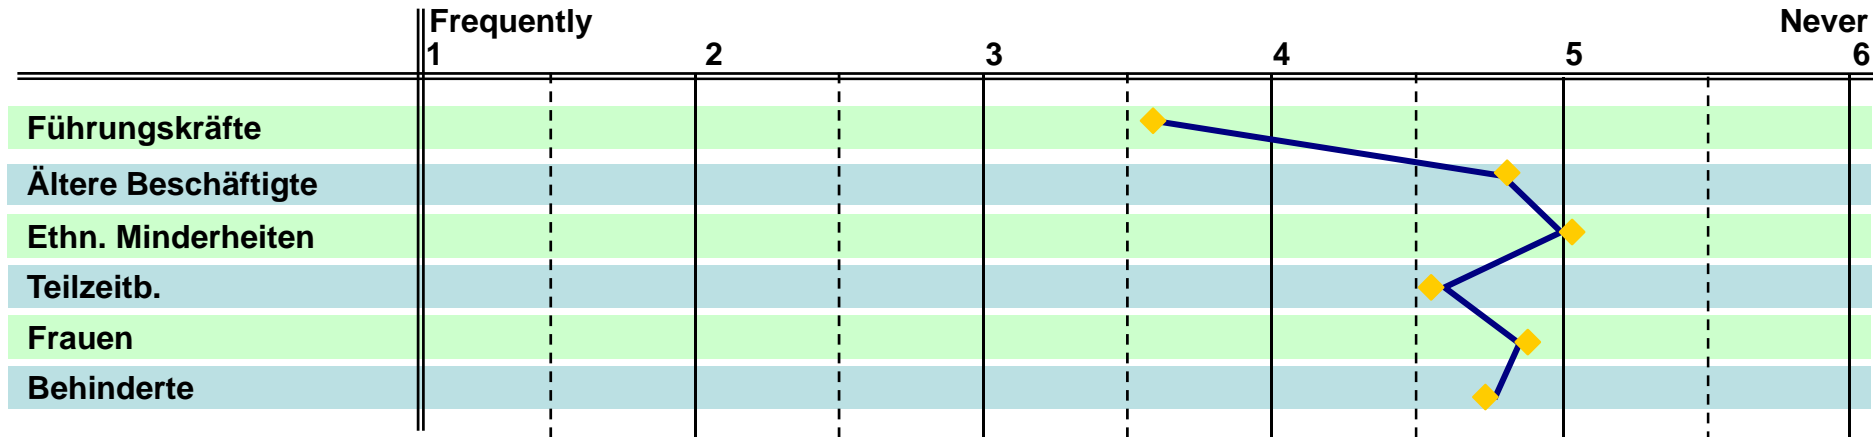 Frequently Never
1 2 3 4 5 6
Führungskräfte
Ältere Beschäftigte
Ethn. Minderheiten
Teilzeitb.
Frauen
Behinderte